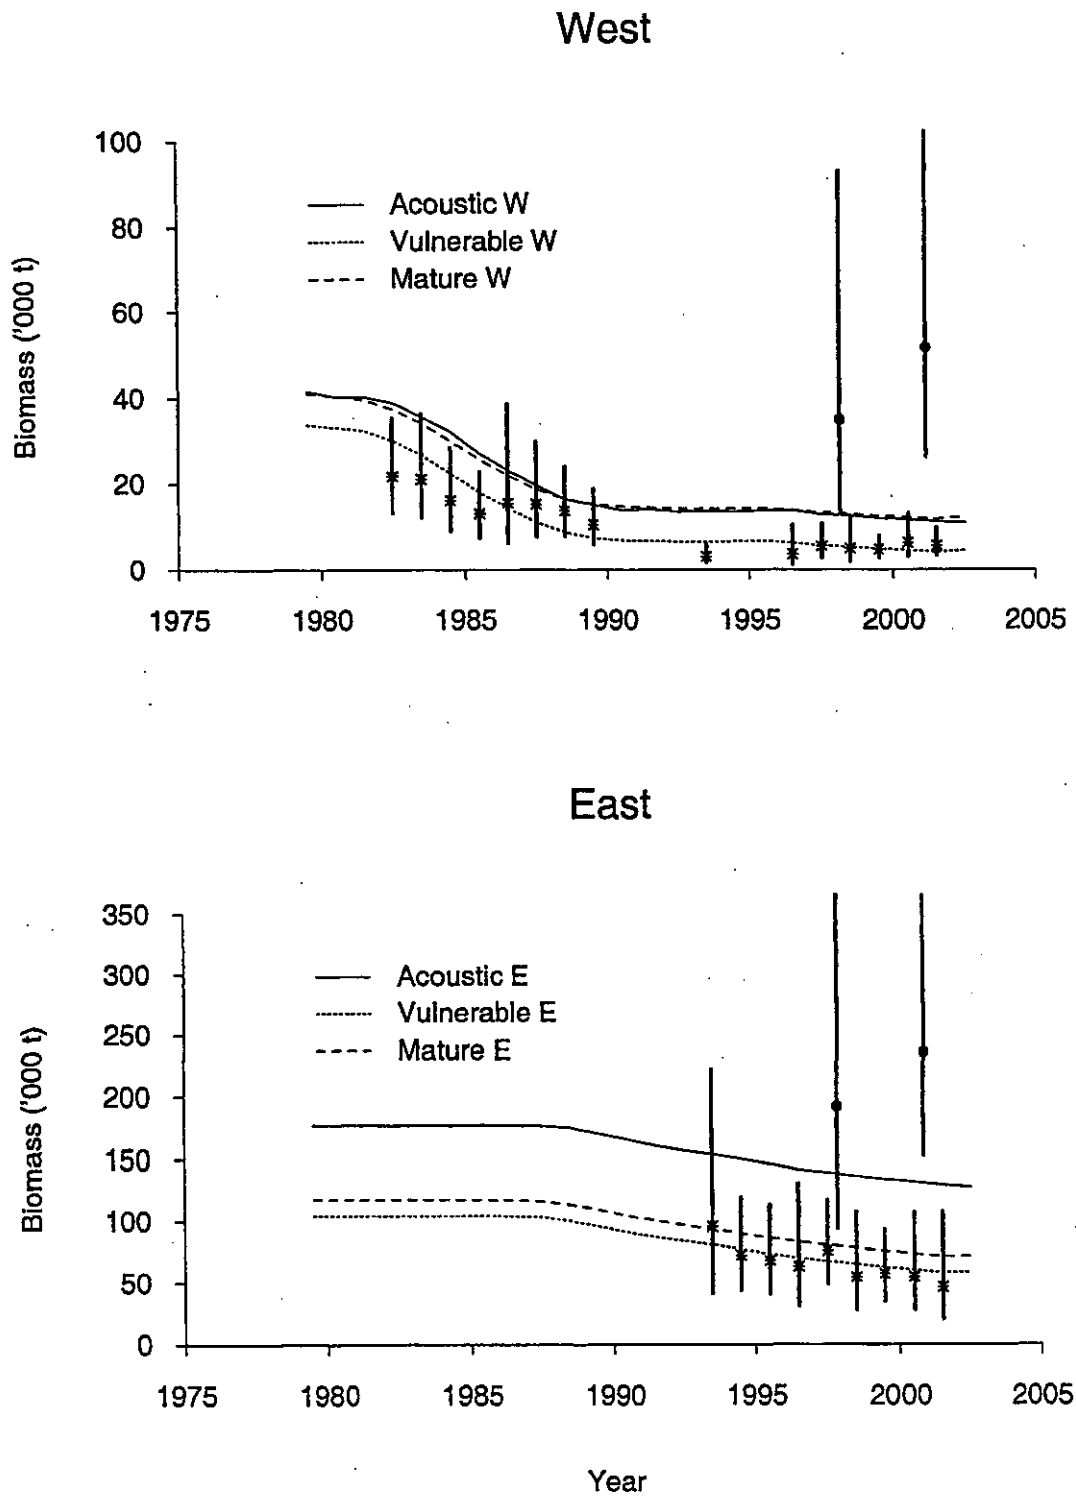 West
Biomass ('000 t)
100
80
60
40
20
0
Acoustic W
Vulnerable W
Mature W
1975 1980 1985 1990 1995 2000 2005
East
Biomass ('000 t)
350
300
250
200
150
100
50
0
Acoustic E
Vulnerable E
Mature E
1975 1980 1985 1990 1995 2000 2005
Year